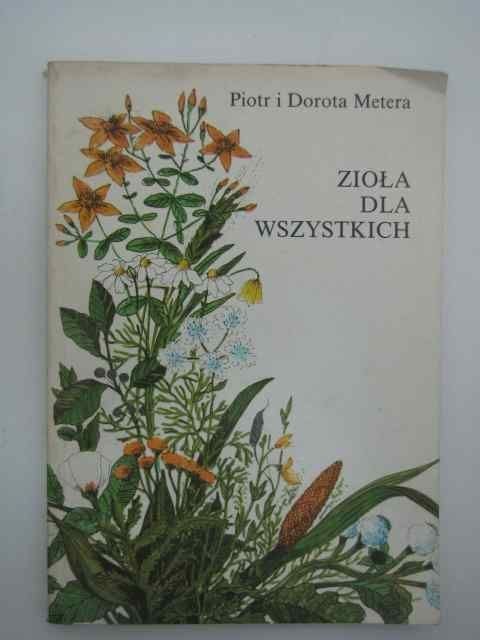 Piotr i Dorota Metera
ZIOŁA
DLA
WSZYSTKICH